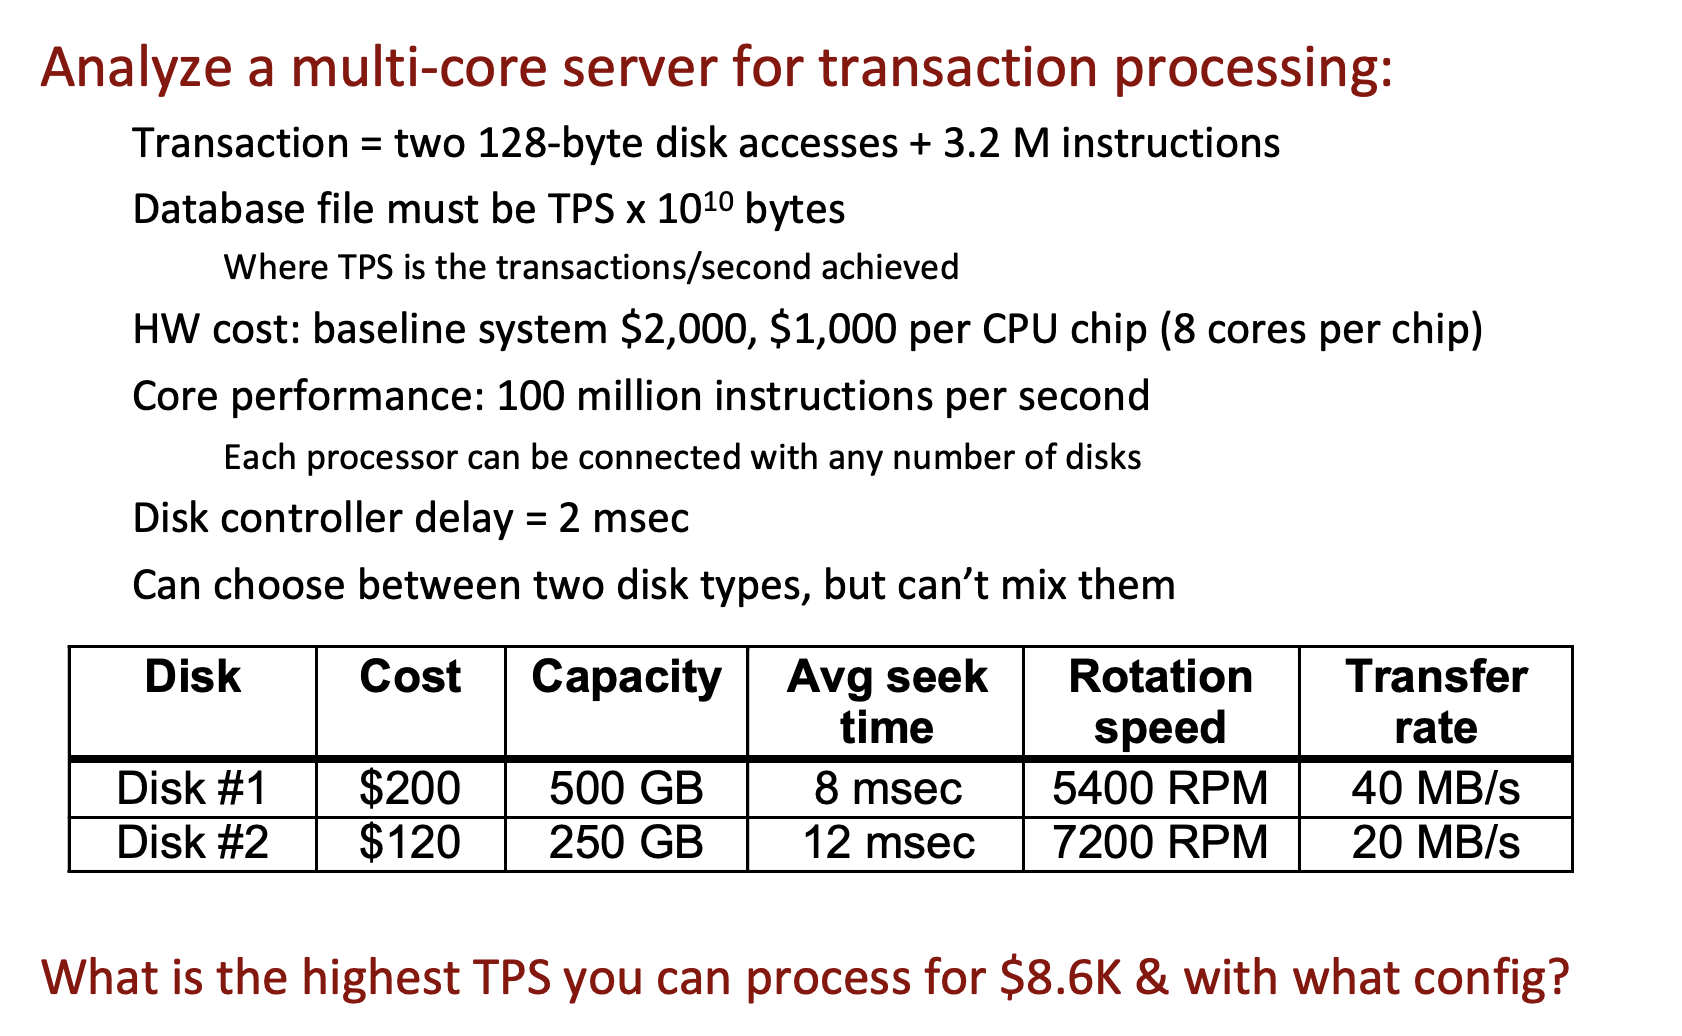 Analyze a multi-core server for transaction processing:
Transaction = two 128-byte disk accesses + 3.2 M instructions
Database file must be TPS x 10¹⁰ bytes
Where TPS is the transactions/second achieved
HW cost: baseline system $2,000, $1,000 per CPU chip (8 cores per chip)
Core performance: 100 million instructions per second
Each processor can be connected with any number of disks
Disk controller delay = 2 msec
Can choose between two disk types, but can’t mix them
Disk Cost Capacity Avg seek time Rotation speed Transfer rate
Disk #1 $200 500 GB 8 msec 5400 RPM 40 MB/s
Disk #2 $120 250 GB 12 msec 7200 RPM 20 MB/s
What is the highest TPS you can process for $8.6K & with what config?